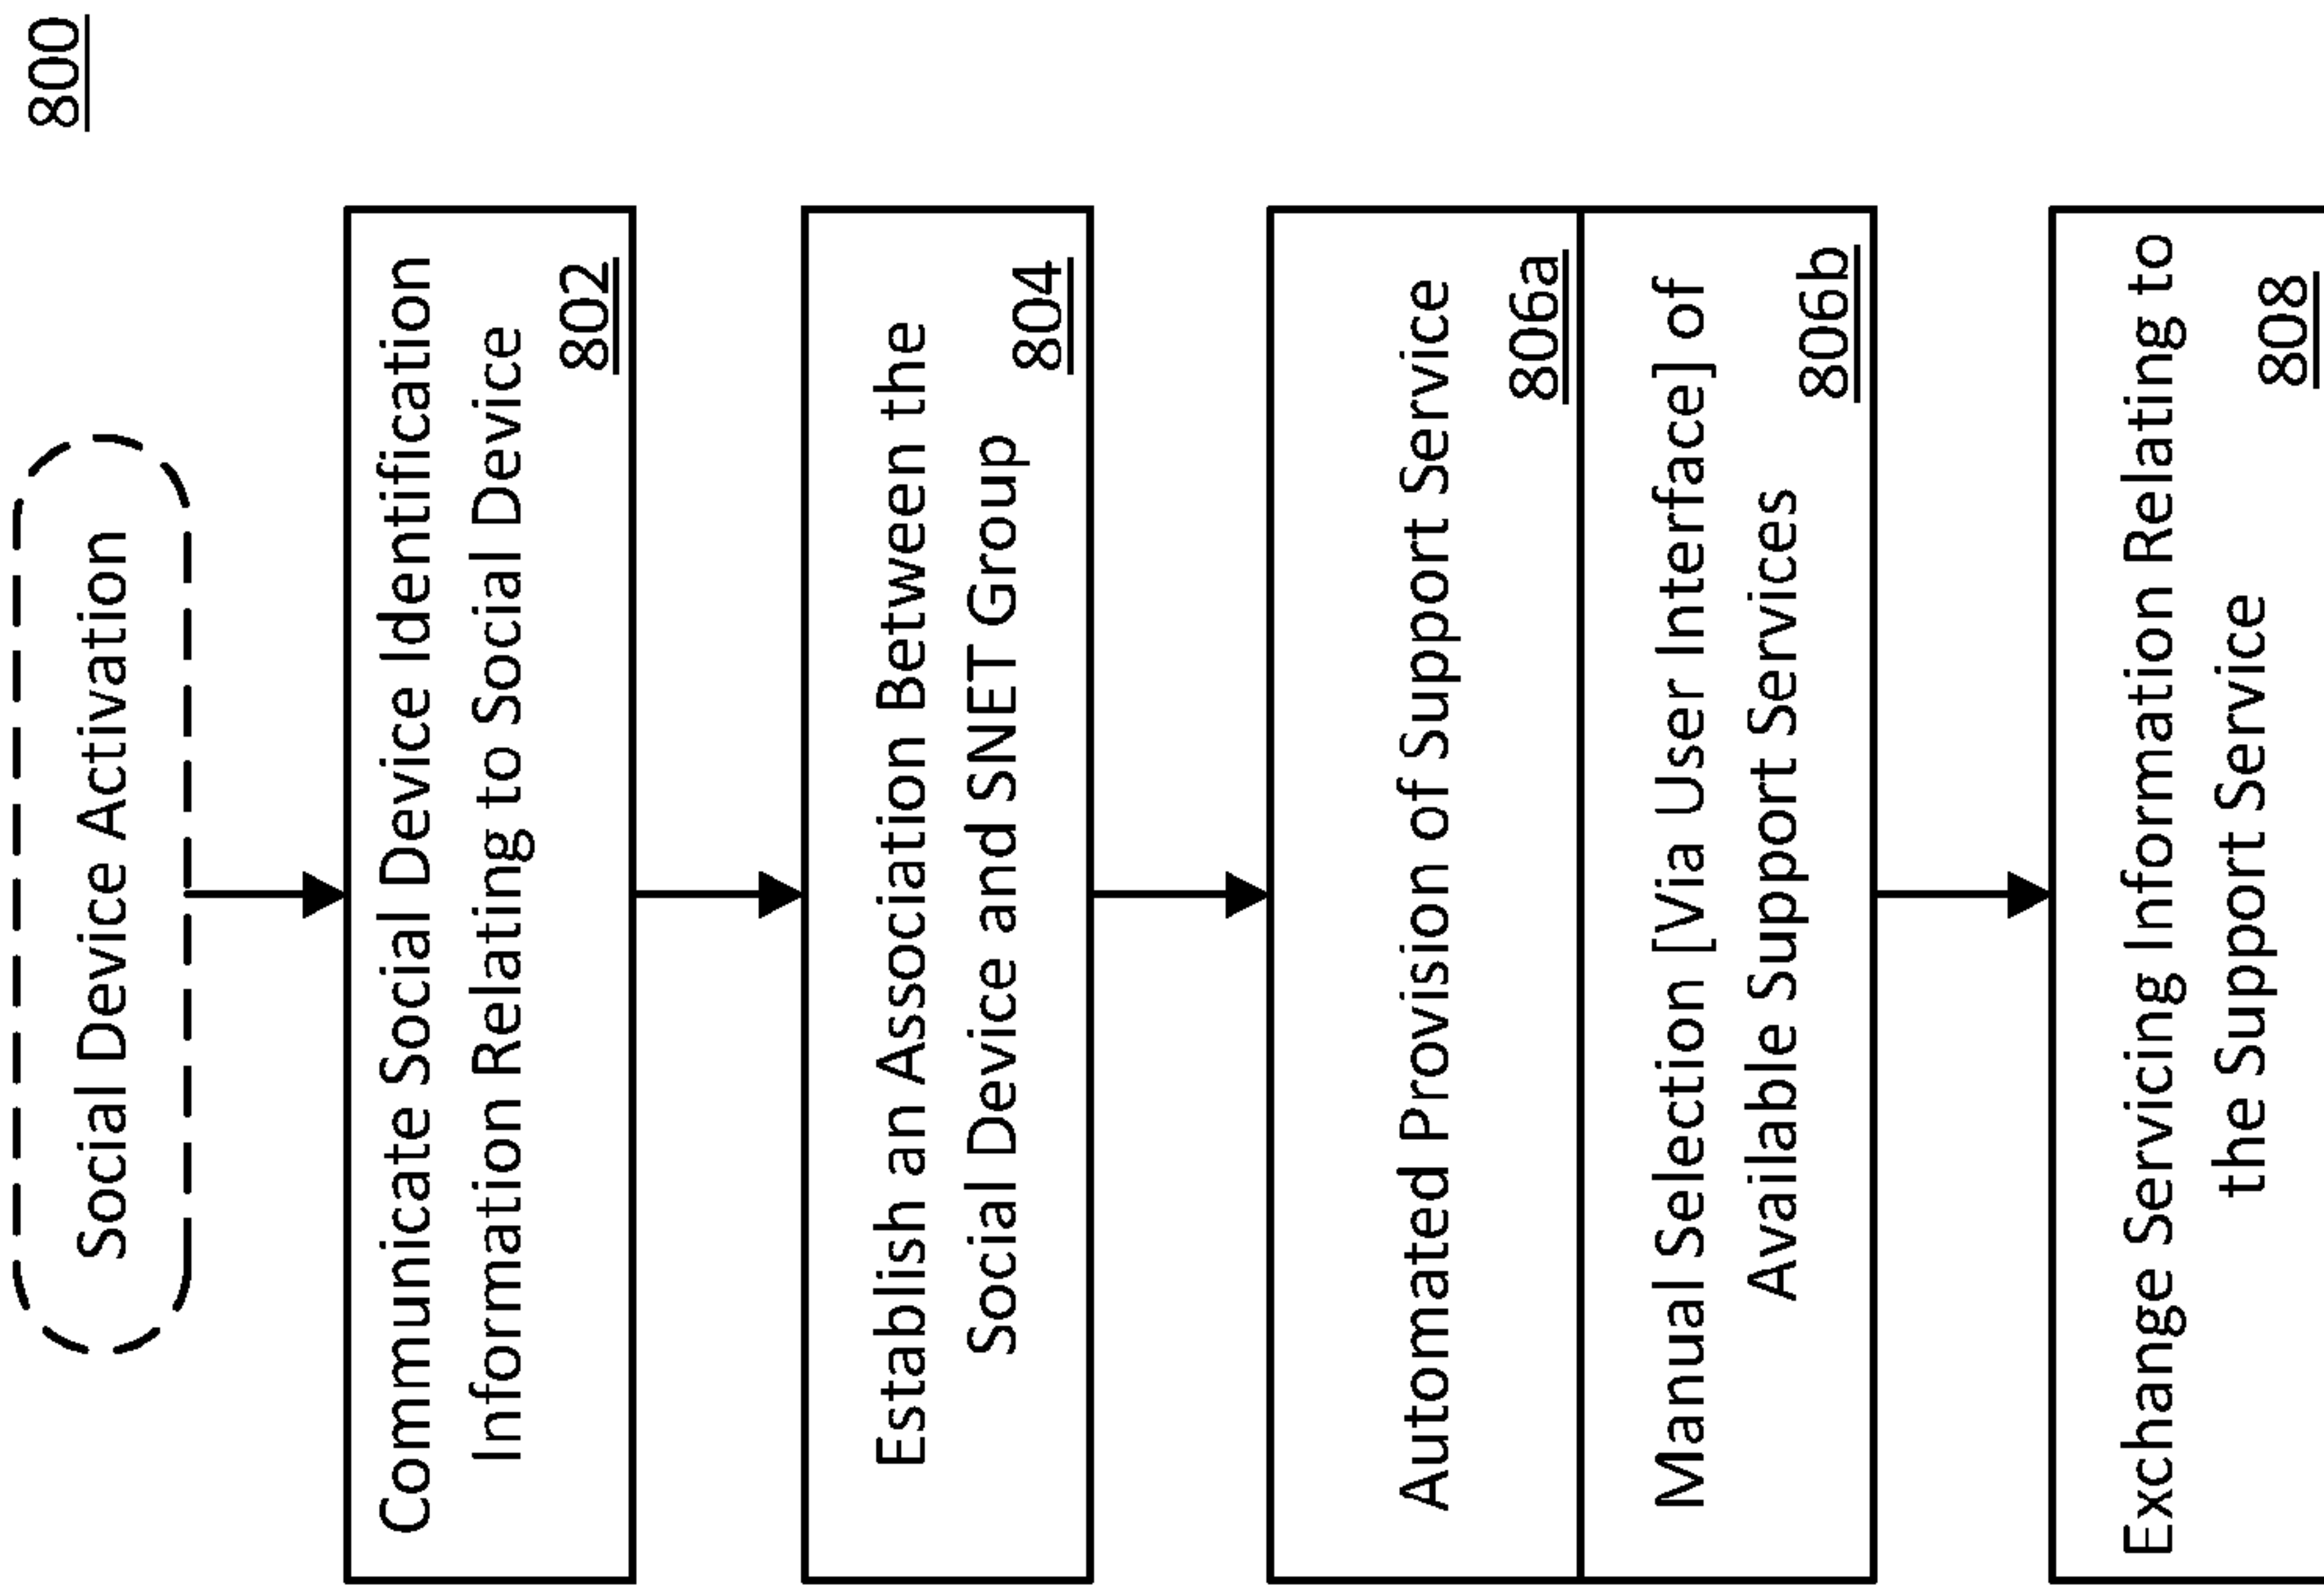 800
Social Device Activation
Communicate Social Device Identification
Information Relating to Social Device
802
Establish an Association Between the
Social Device and SNET Group
804
Automated Provision of Support Service
806a
Manual Selection [Via User Interface] of
Available Support Services
806b
Exchange Servicing Information Relating to
the Support Service
808